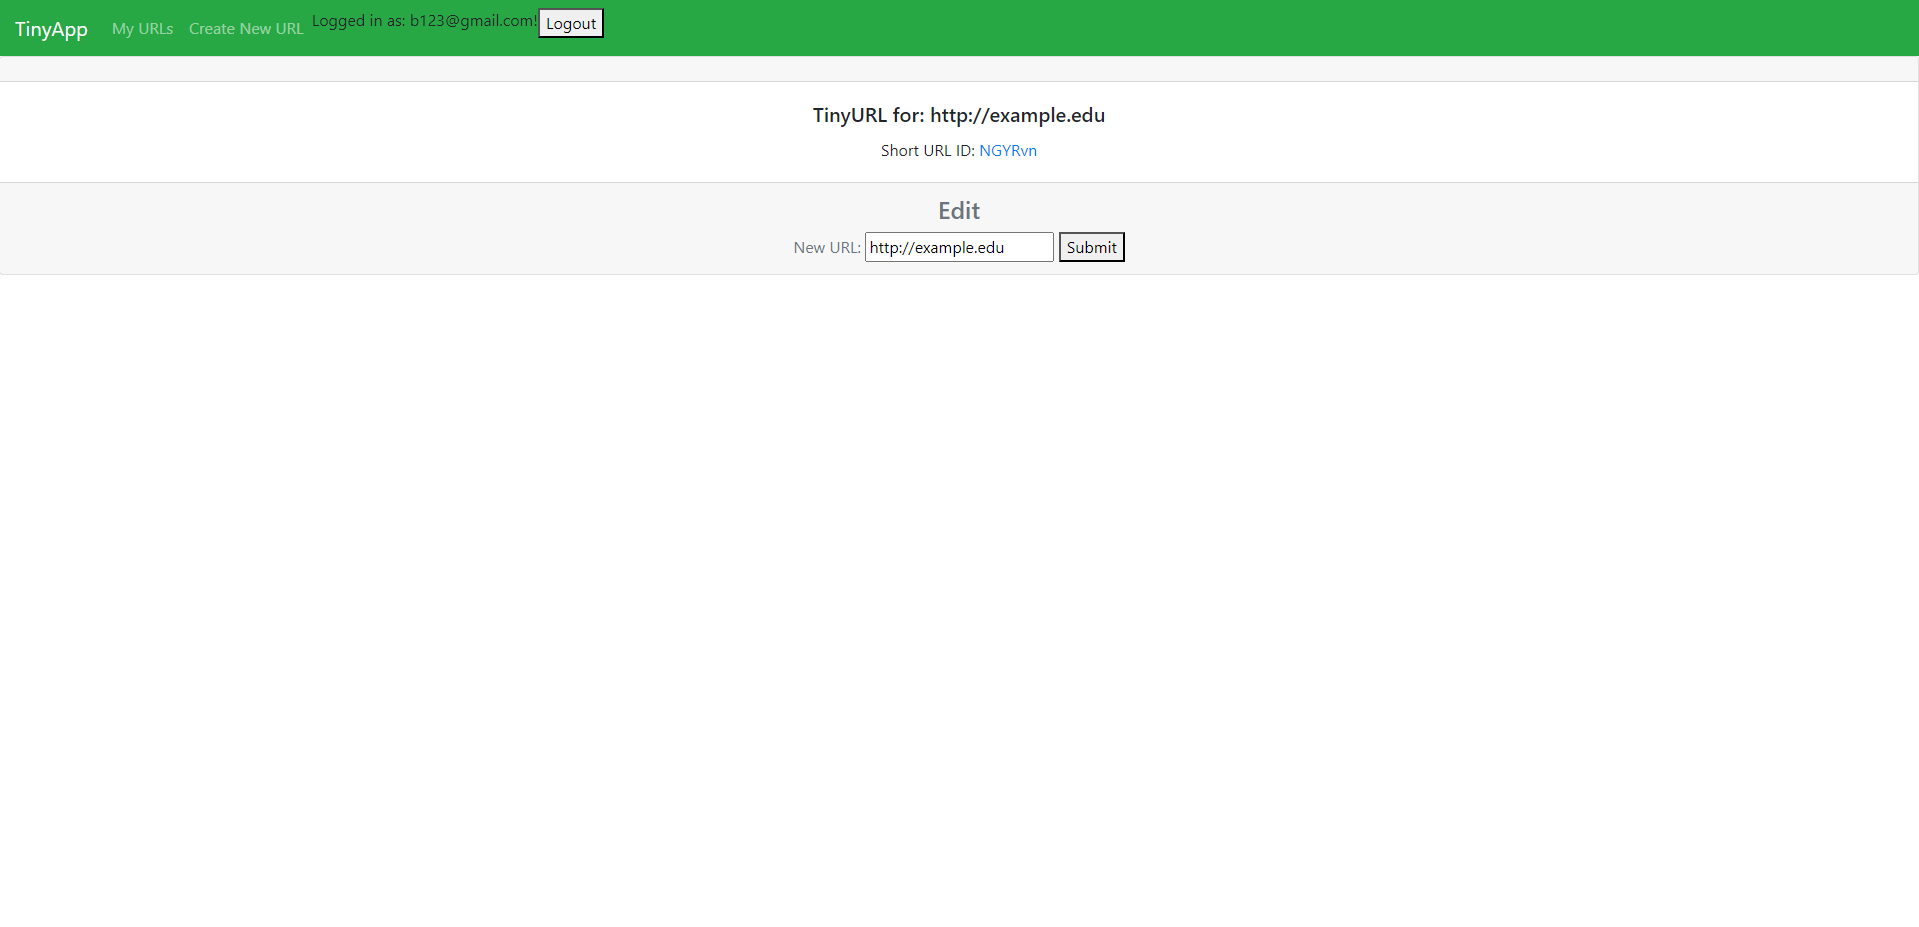 TinyApp My URLs Create New URL Logged in as: b123@gmail.com! Logout
TinyURL for: http://example.edu
Short URL ID: NGYRvn
Edit
New URL: http://example.edu Submit